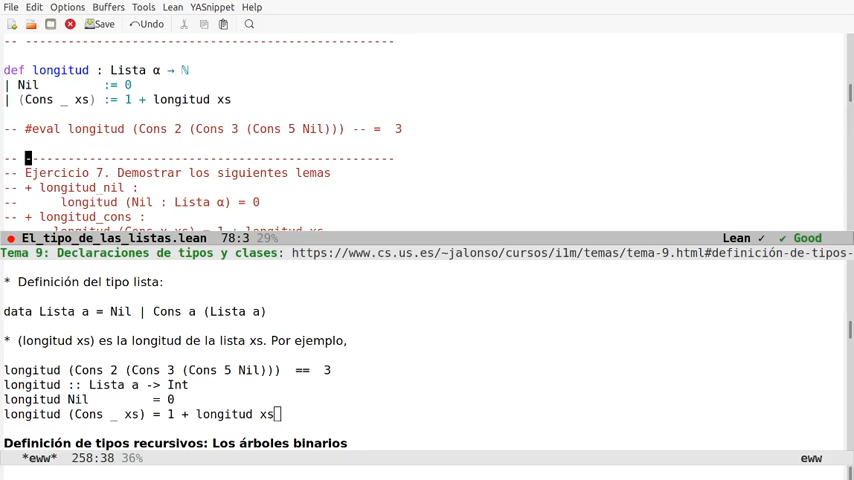 File Edit Options Buffers Tools Lean YASnippet Help
Save Undo
-- ----------------------------------------------------
def longitud : Lista α → ℕ
| Nil := 0
| (Cons _ xs) := 1 + longitud xs
-- #eval longitud (Cons 2 (Cons 3 (Cons 5 Nil))) -- = 3
-- ----------------------------------------------------
-- Ejercicio 7. Demostrar los siguientes lemas
-- + longitud_nil :
-- longitud (Nil : Lista α) = 0
-- + longitud_cons :
-- longitud (Cons x xs) = 1 + longitud xs
El_tipo_de_las_listas.lean 78:3 29% Lean ✓ ✓ Good
Tema 9: Declaraciones de tipos y clases: https://www.cs.us.es/~jalonso/cursos/i1m/temas/tema-9.html#definición-de-tipos-
* Definición del tipo lista:
data Lista a = Nil | Cons a (Lista a)
* (longitud xs) es la longitud de la lista xs. Por ejemplo,
longitud (Cons 2 (Cons 3 (Cons 5 Nil))) == 3
longitud :: Lista a -> Int
longitud Nil = 0
longitud (Cons _ xs) = 1 + longitud xs
Definición de tipos recursivos: Los árboles binarios
*eww* 258:38 36% eww